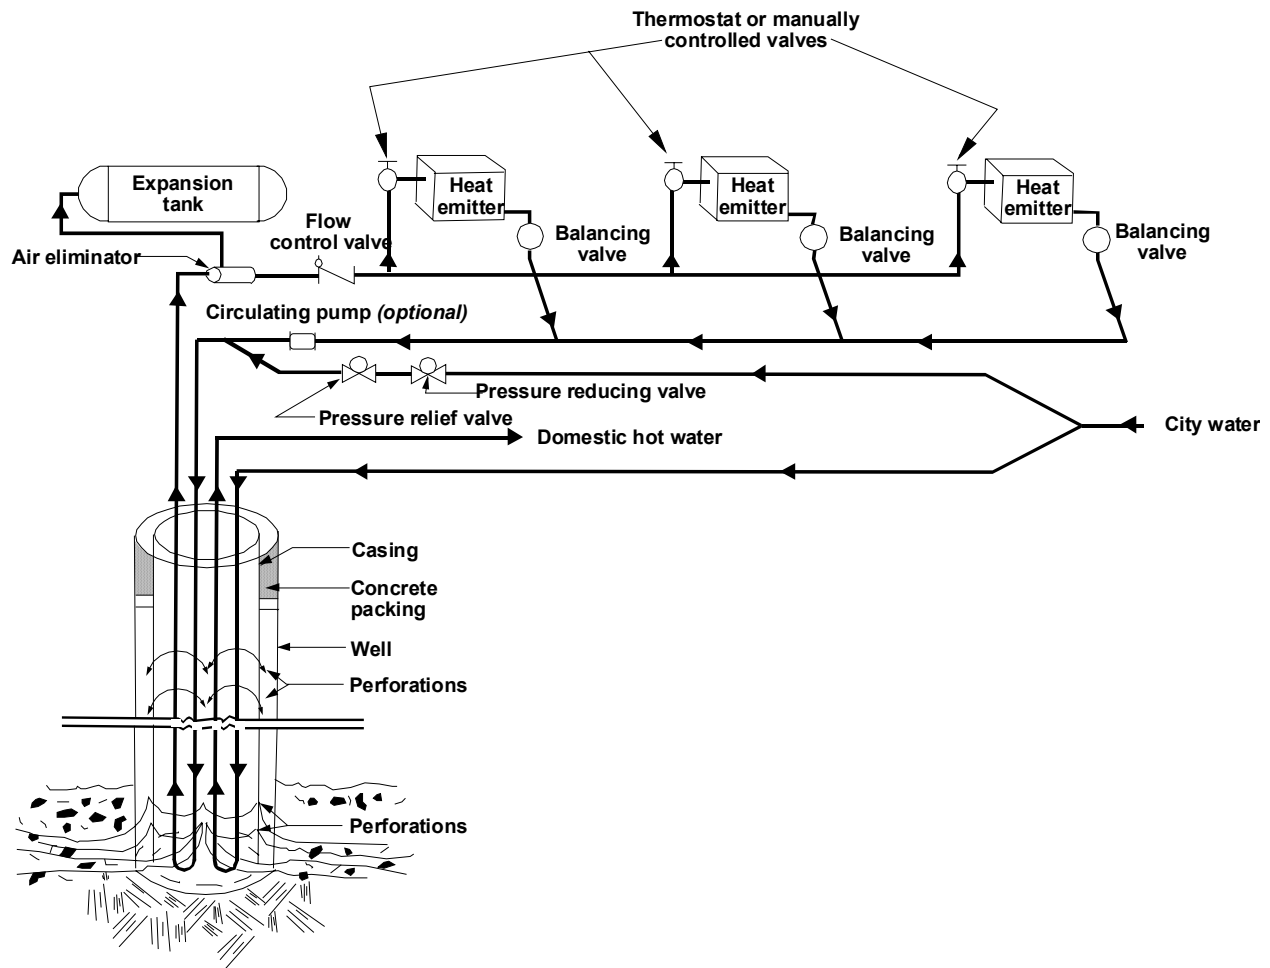 Thermostat or manually
controlled valves
Expansion
tank
Heat
emitter
Heat
emitter
Heat
emitter
Flow
control valve
Balancing
valve
Balancing
valve
Balancing
valve
Air eliminator
Circulating pump (optional)
Pressure reducing valve
Pressure relief valve
City water
Domestic hot water
Casing
Concrete
packing
Well
Perforations
Perforations